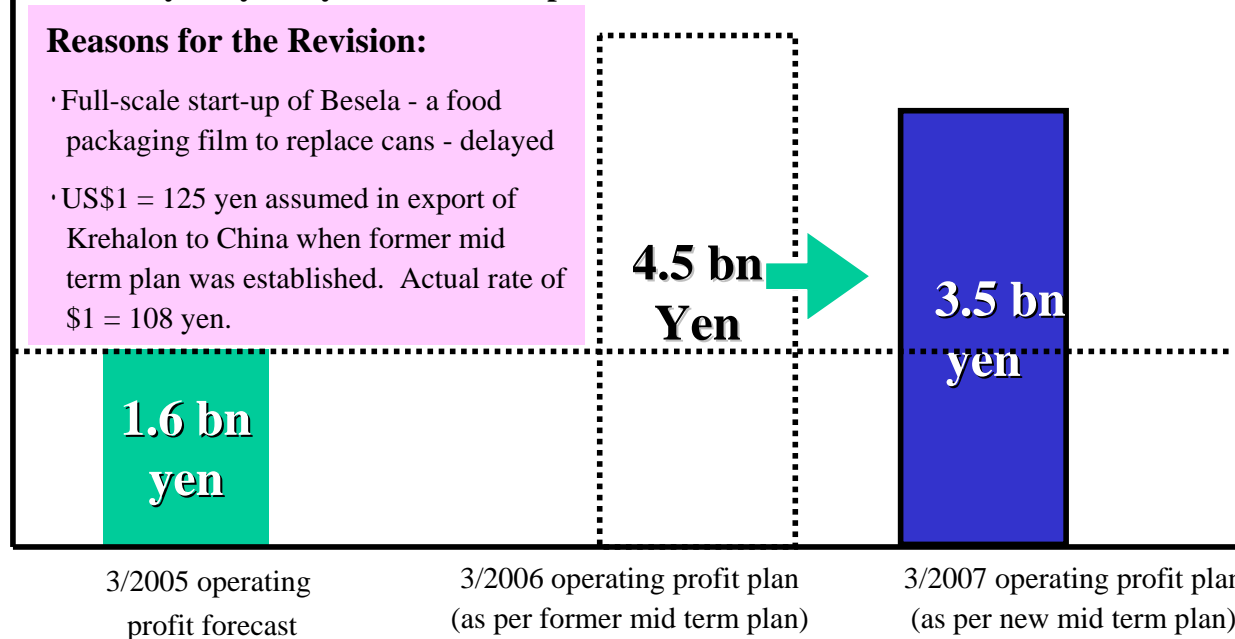 Reasons for the Revision:
・Full-scale start-up of Besela - a food
packaging film to replace cans - delayed
・US$1 = 125 yen assumed in export of
Krehalon to China when former mid
term plan was established.  Actual rate of
$1 = 108 yen.
4.5 bn
Yen
3.5 bn
yen
1.6 bn
yen
3/2005 operating
profit forecast
3/2006 operating profit plan
(as per former mid term plan)
3/2007 operating profit plan
(as per new mid term plan)